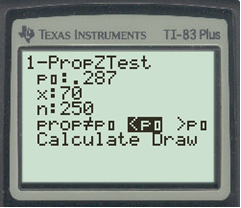 TEXAS INSTRUMENTS TI-83 Plus
1-PropZTest
p0:.287
x:70
n:250
prop≠p0 <p0 >p0
Calculate Draw